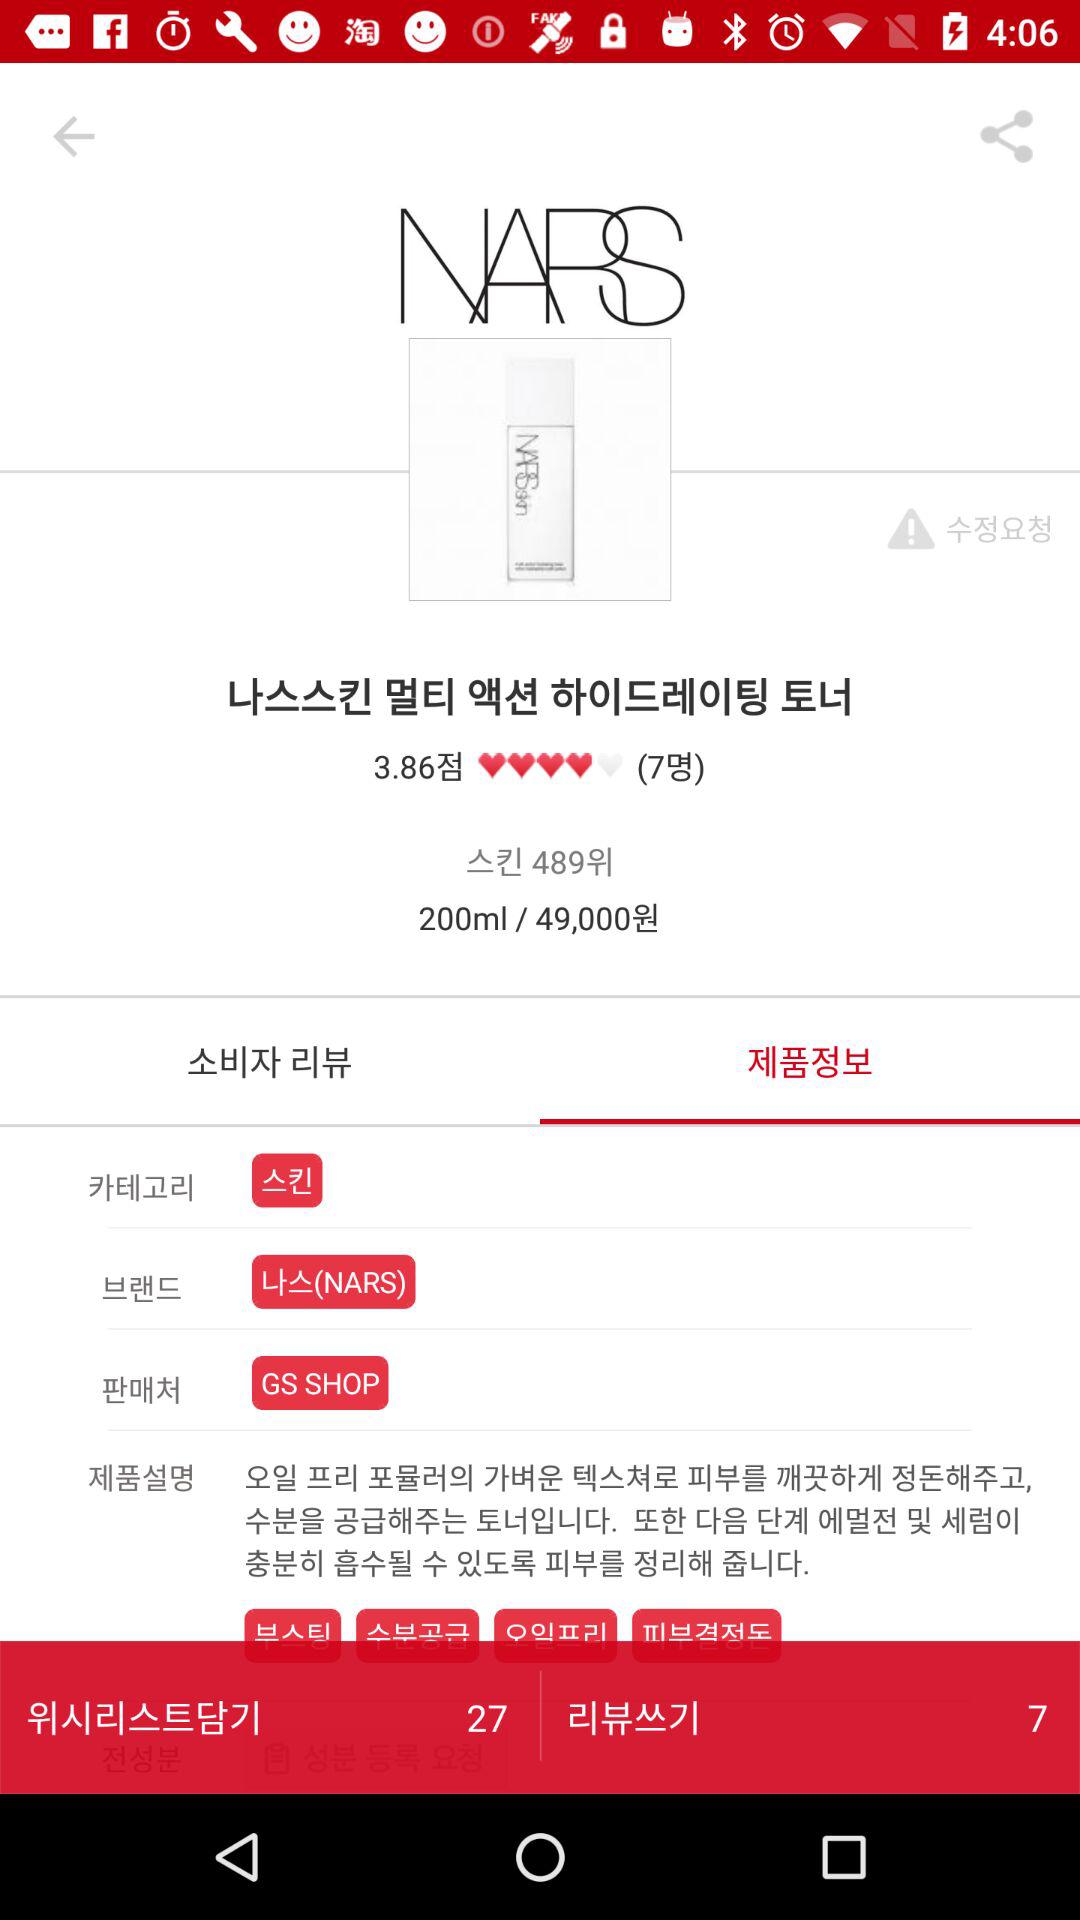 淘 FAKE 4:06
NARS
NARSskin
수정요청
나스스킨 멀티 액션 하이드레이팅 토너
3.86점 (7명)
스킨 489위
200ml / 49,000원
소비자 리뷰 제품정보
카테고리 스킨
브랜드 나스(NARS)
판매처 GS SHOP
제품설명 오일 프리 포뮬러의 가벼운 텍스쳐로 피부를 깨끗하게 정돈해주고,
수분을 공급해주는 토너입니다. 또한 다음 단계 에멀전 및 세럼이
충분히 흡수될 수 있도록 피부를 정리해 줍니다.
부스팅 수분공급 오일프리 피부결정돈
위시리스트담기 27 리뷰쓰기 7
전성분 성분 등록 요청